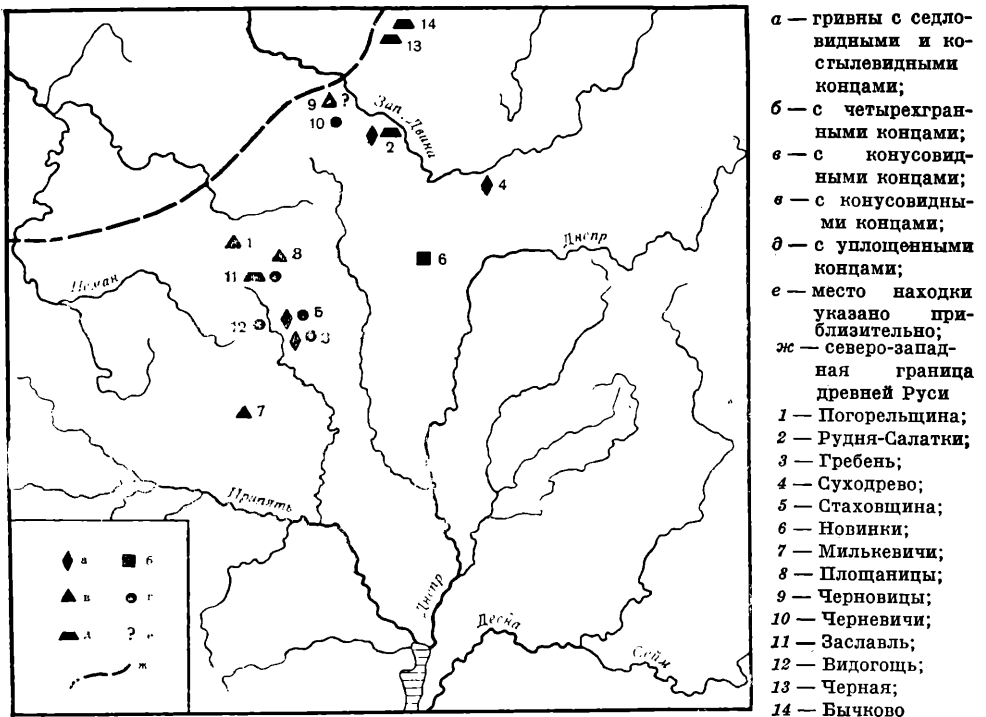 14
13
9 ?
10
Зап. Двина
2
4
Днепр
1
8
6
11
Неман
5
12
3
7
Припять
Днепр
Десна
Сейм
а б
в г
д ? е
ж
а — гривны с седло-
видными и ко-
стылевидными
концами;
б — с четырехгран-
ными концами;
в — с конусовид-
ными концами;
в — с конусовидны-
ми концами;
д — с уплощенными
концами;
е — место находки
указано при-
близительно;
ж — северо-запад-
ная граница
древней Руси
1 — Погорельщина;
2 — Рудня-Салатки;
3 — Гребень;
4 — Суходрево;
5 — Стаховщина;
6 — Новинки;
7 — Милькевичи;
8 — Площаницы;
9 — Черновицы;
10 — Черневичи;
11 — Заславль;
12 — Видогощь;
13 — Черная;
14 — Бычково